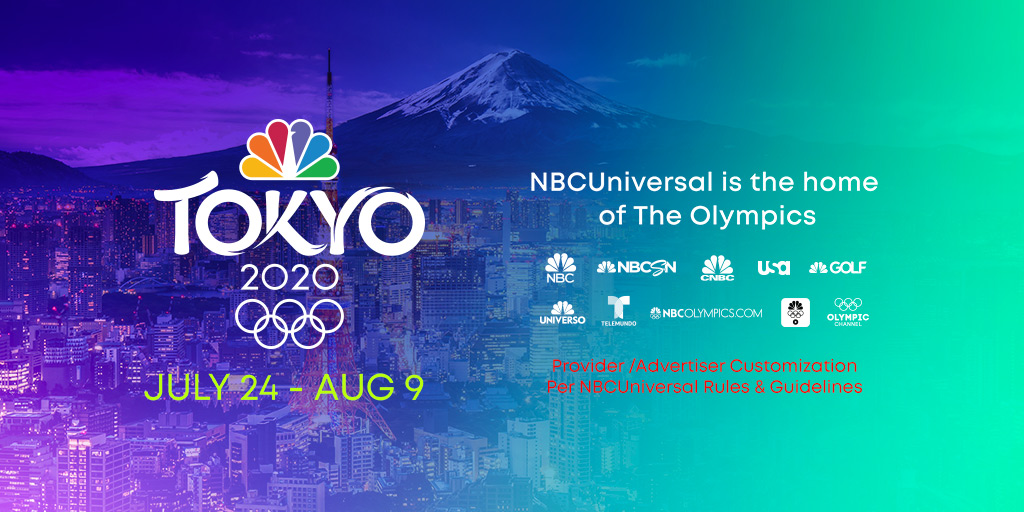 TOKYO
2020
JULY 24 - AUG 9
NBCUniversal is the home
of The Olympics
NBC
NBCSN
CNBC
USA
GOLF
UNIVERSO
TELEMUNDO
NBCOLYMPICS.COM
OLYMPIC
CHANNEL
Provider /Advertiser Customization
Per NBCUniversal Rules & Guidelines